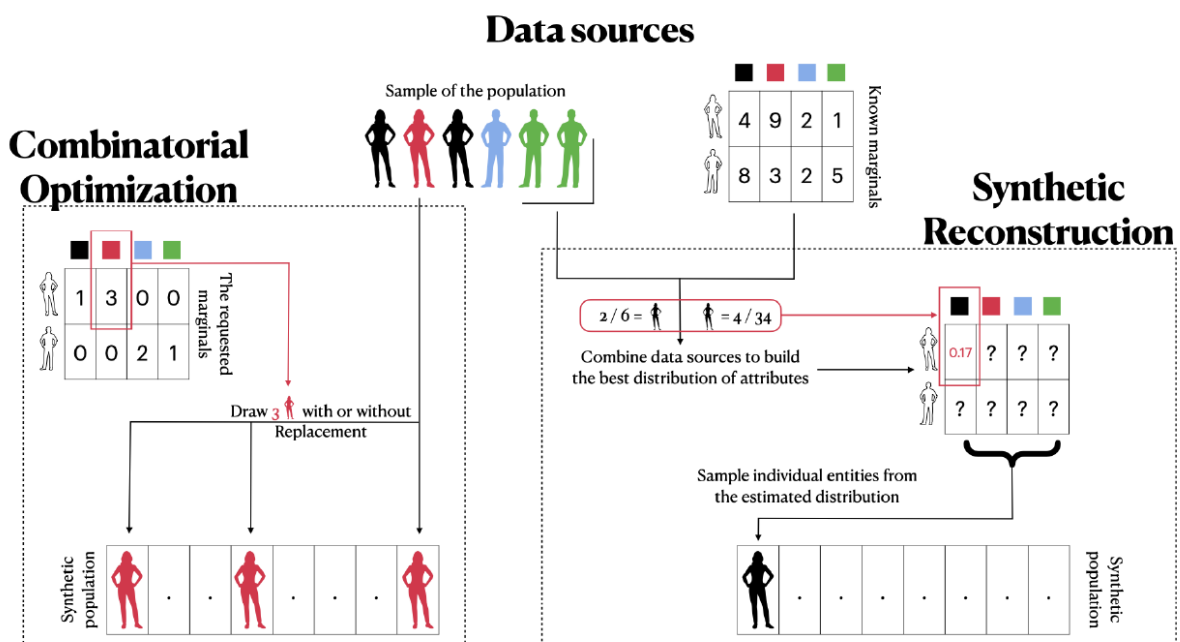 Data sources
Sample of the population
4 9 2 1
8 3 2 5
Known marginals
Combinatorial
Optimization
1 3 0 0
0 0 2 1
The requested
marginals
Draw 3 with or without
Replacement
Synthetic
population
. . . . .
Synthetic
Reconstruction
2 / 6 = = 4 / 34
Combine data sources to build
the best distribution of attributes
0.17 ? ? ?
? ? ? ?
Sample individual entities from
the estimated distribution
. . . . . . .
Synthetic
population